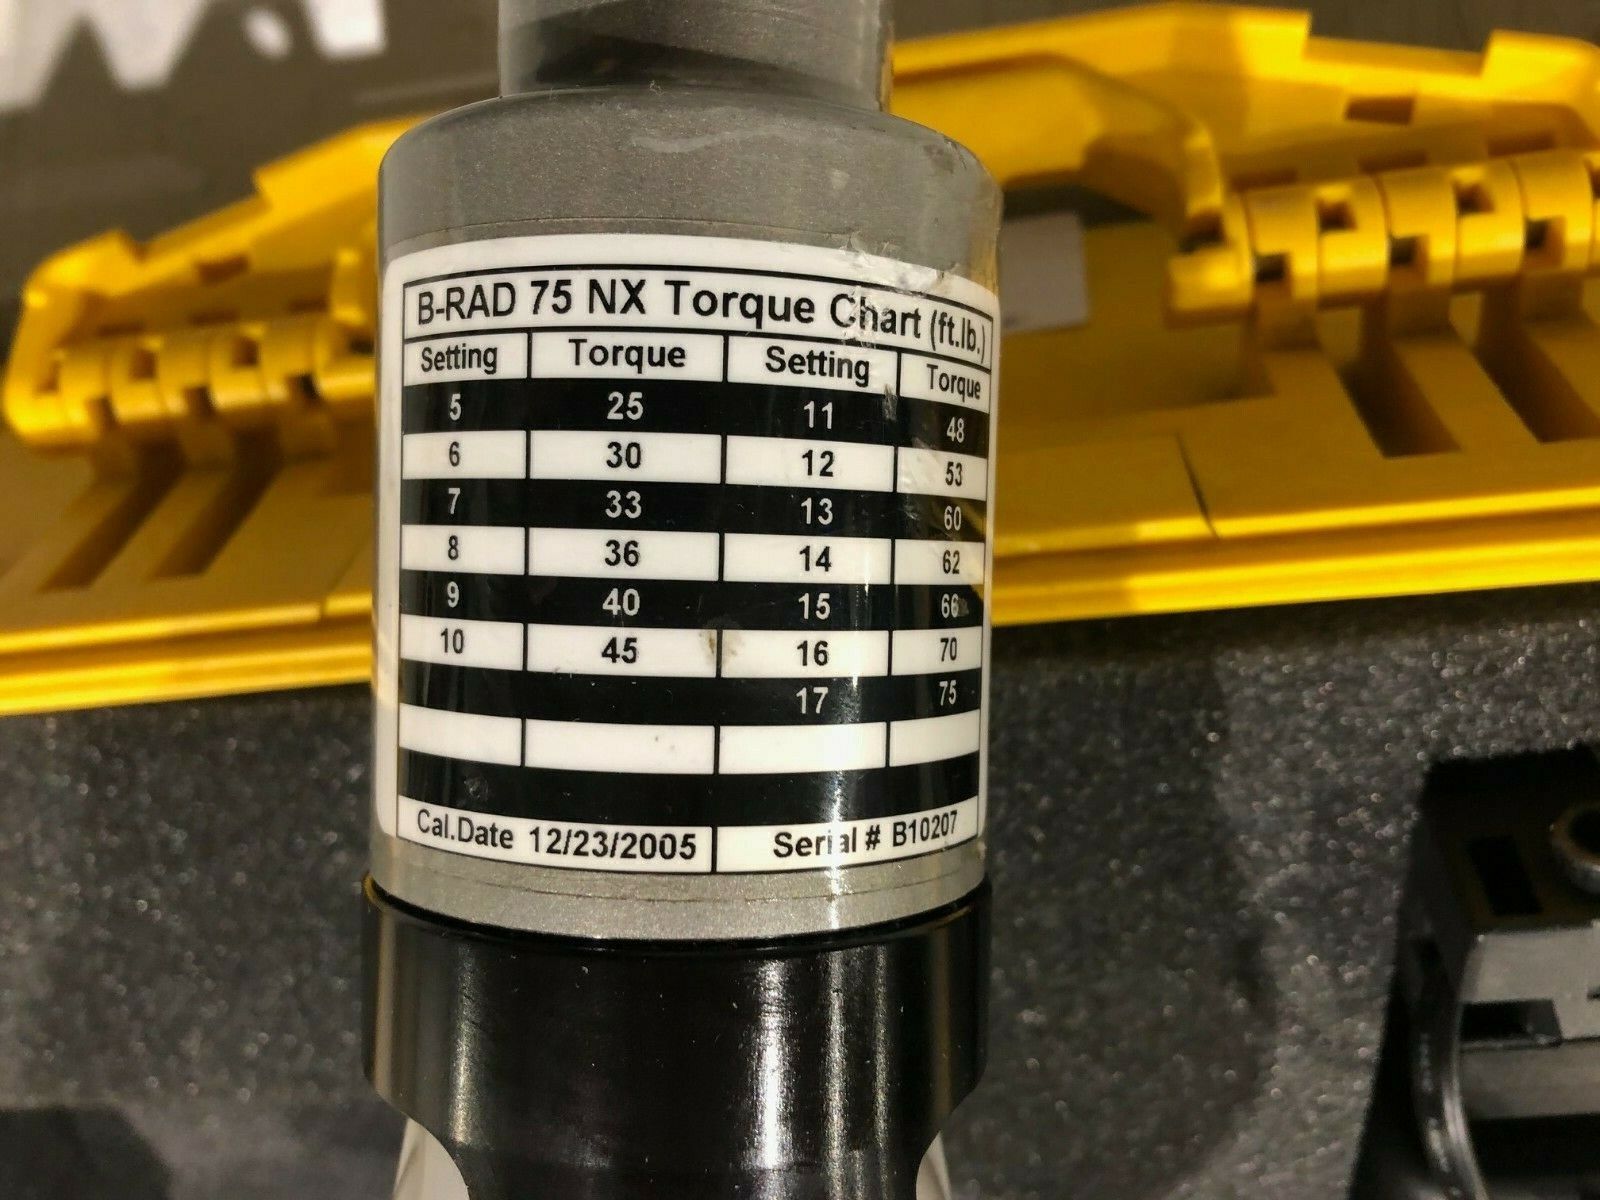 B-RAD 75 NX Torque Chart (ft.lb.)
Setting Torque Setting Torque
5 25 11 48
6 30 12 53
7 33 13 60
8 36 14 62
9 40 15 66
10 45 16 70
17 75
Cal.Date 12/23/2005 Serial # B10207